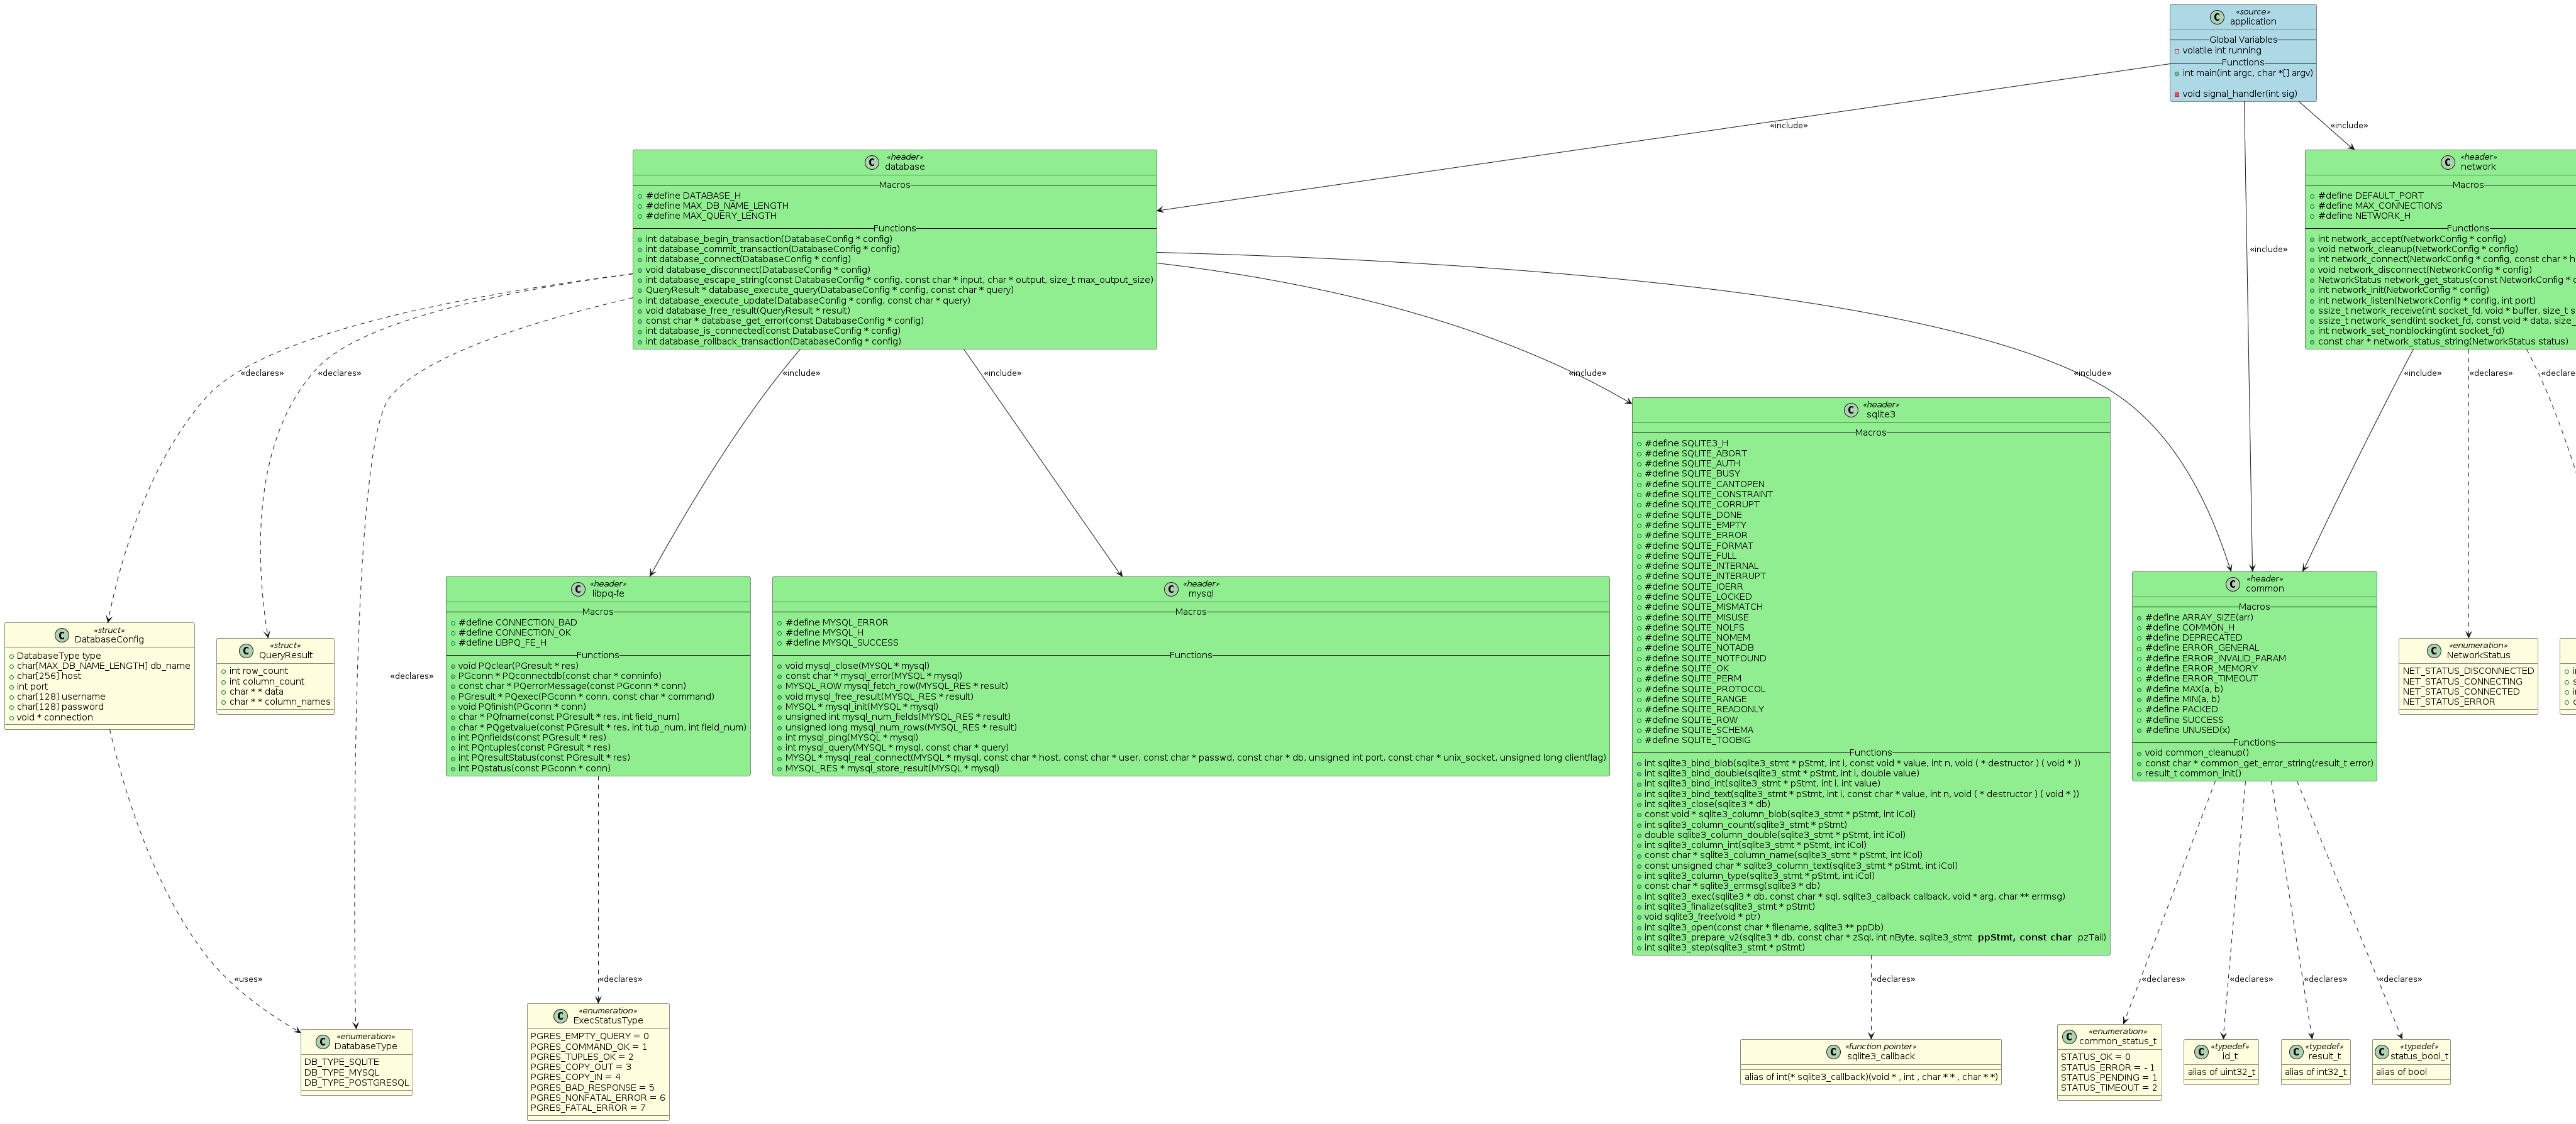 «source»
application
Global Variables
volatile int running
Functions
int main(int argc, char *[] argv)
void signal_handler(int sig)
«include»
«include»
«include»
«header»
database
Macros
#define DATABASE_H
#define MAX_DB_NAME_LENGTH
#define MAX_QUERY_LENGTH
Functions
int database_begin_transaction(DatabaseConfig * config)
int database_commit_transaction(DatabaseConfig * config)
int database_connect(DatabaseConfig * config)
void database_disconnect(DatabaseConfig * config)
int database_escape_string(const DatabaseConfig * config, const char * input, char * output, size_t max_output_size)
QueryResult * database_execute_query(DatabaseConfig * config, const char * query)
int database_execute_update(DatabaseConfig * config, const char * query)
void database_free_result(QueryResult * result)
const char * database_get_error(const DatabaseConfig * config)
int database_is_connected(const DatabaseConfig * config)
int database_rollback_transaction(DatabaseConfig * config)
«header»
network
Macros
#define DEFAULT_PORT
#define MAX_CONNECTIONS
#define NETWORK_H
Functions
int network_accept(NetworkConfig * config)
void network_cleanup(NetworkConfig * config)
int network_connect(NetworkConfig * config, const char * h
void network_disconnect(NetworkConfig * config)
NetworkStatus network_get_status(const NetworkConfig * c
int network_init(NetworkConfig * config)
int network_listen(NetworkConfig * config, int port)
ssize_t network_receive(int socket_fd, void * buffer, size_t s
ssize_t network_send(int socket_fd, const void * data, size_
int network_set_nonblocking(int socket_fd)
const char * network_status_string(NetworkStatus status)
«declares»
«declares»
«include»
«include»
«include»
«include»
«include»
«declares»
«declare
«header»
sqlite3
Macros
#define SQLITE3_H
#define SQLITE_ABORT
#define SQLITE_AUTH
#define SQLITE_BUSY
#define SQLITE_CANTOPEN
#define SQLITE_CONSTRAINT
#define SQLITE_CORRUPT
#define SQLITE_DONE
#define SQLITE_EMPTY
#define SQLITE_ERROR
#define SQLITE_FORMAT
#define SQLITE_FULL
#define SQLITE_INTERNAL
#define SQLITE_INTERRUPT
#define SQLITE_IOERR
#define SQLITE_LOCKED
#define SQLITE_MISMATCH
#define SQLITE_MISUSE
#define SQLITE_NOLFS
#define SQLITE_NOMEM
#define SQLITE_NOTADB
#define SQLITE_NOTFOUND
#define SQLITE_OK
#define SQLITE_PERM
#define SQLITE_PROTOCOL
#define SQLITE_RANGE
#define SQLITE_READONLY
#define SQLITE_ROW
#define SQLITE_SCHEMA
#define SQLITE_TOOBIG
Functions
int sqlite3_bind_blob(sqlite3_stmt * pStmt, int i, const void * value, int n, void ( * destructor ) ( void * ))
int sqlite3_bind_double(sqlite3_stmt * pStmt, int i, double value)
int sqlite3_bind_int(sqlite3_stmt * pStmt, int i, int value)
int sqlite3_bind_text(sqlite3_stmt * pStmt, int i, const char * value, int n, void ( * destructor ) ( void * ))
int sqlite3_close(sqlite3 * db)
const void * sqlite3_column_blob(sqlite3_stmt * pStmt, int iCol)
int sqlite3_column_count(sqlite3_stmt * pStmt)
double sqlite3_column_double(sqlite3_stmt * pStmt, int iCol)
int sqlite3_column_int(sqlite3_stmt * pStmt, int iCol)
const char * sqlite3_column_name(sqlite3_stmt * pStmt, int iCol)
const unsigned char * sqlite3_column_text(sqlite3_stmt * pStmt, int iCol)
int sqlite3_column_type(sqlite3_stmt * pStmt, int iCol)
const char * sqlite3_errmsg(sqlite3 * db)
int sqlite3_exec(sqlite3 * db, const char * sql, sqlite3_callback callback, void * arg, char ** errmsg)
int sqlite3_finalize(sqlite3_stmt * pStmt)
void sqlite3_free(void * ptr)
int sqlite3_open(const char * filename, sqlite3 ** ppDb)
int sqlite3_prepare_v2(sqlite3 * db, const char * zSql, int nByte, sqlite3_stmt ppStmt, const char pzTail)
int sqlite3_step(sqlite3_stmt * pStmt)
«struct»
DatabaseConfig
DatabaseType type
char[MAX_DB_NAME_LENGTH] db_name
char[256] host
int port
char[128] username
char[128] password
void * connection
«struct»
QueryResult
int row_count
int column_count
char * * data
char * * column_names
«declares»
«header»
libpq-fe
Macros
#define CONNECTION_BAD
#define CONNECTION_OK
#define LIBPQ_FE_H
Functions
void PQclear(PGresult * res)
PGconn * PQconnectdb(const char * conninfo)
const char * PQerrorMessage(const PGconn * conn)
PGresult * PQexec(PGconn * conn, const char * command)
void PQfinish(PGconn * conn)
char * PQfname(const PGresult * res, int field_num)
char * PQgetvalue(const PGresult * res, int tup_num, int field_num)
int PQnfields(const PGresult * res)
int PQntuples(const PGresult * res)
int PQresultStatus(const PGresult * res)
int PQstatus(const PGconn * conn)
«header»
mysql
Macros
#define MYSQL_ERROR
#define MYSQL_H
#define MYSQL_SUCCESS
Functions
void mysql_close(MYSQL * mysql)
const char * mysql_error(MYSQL * mysql)
MYSQL_ROW mysql_fetch_row(MYSQL_RES * result)
void mysql_free_result(MYSQL_RES * result)
MYSQL * mysql_init(MYSQL * mysql)
unsigned int mysql_num_fields(MYSQL_RES * result)
unsigned long mysql_num_rows(MYSQL_RES * result)
int mysql_ping(MYSQL * mysql)
int mysql_query(MYSQL * mysql, const char * query)
MYSQL * mysql_real_connect(MYSQL * mysql, const char * host, const char * user, const char * passwd, const char * db, unsigned int port, const char * unix_socket, unsigned long clientflag)
MYSQL_RES * mysql_store_result(MYSQL * mysql)
«header»
common
Macros
#define ARRAY_SIZE(arr)
#define COMMON_H
#define DEPRECATED
#define ERROR_GENERAL
#define ERROR_INVALID_PARAM
#define ERROR_MEMORY
#define ERROR_TIMEOUT
#define MAX(a, b)
#define MIN(a, b)
#define PACKED
#define SUCCESS
#define UNUSED(x)
Functions
void common_cleanup()
const char * common_get_error_string(result_t error)
result_t common_init()
«enumeration»
NetworkStatus
NET_STATUS_DISCONNECTED
NET_STATUS_CONNECTING
NET_STATUS_CONNECTED
NET_STATUS_ERROR
«uses»
«declares»
«declares»
«declares»
«declares»
«declares»
«declares»
«enumeration»
DatabaseType
DB_TYPE_SQLITE
DB_TYPE_MYSQL
DB_TYPE_POSTGRESQL
«enumeration»
ExecStatusType
PGRES_EMPTY_QUERY = 0
PGRES_COMMAND_OK = 1
PGRES_TUPLES_OK = 2
PGRES_COPY_OUT = 3
PGRES_COPY_IN = 4
PGRES_BAD_RESPONSE = 5
PGRES_NONFATAL_ERROR = 6
PGRES_FATAL_ERROR = 7
«function pointer»
sqlite3_callback
alias of int(* sqlite3_callback)(void * , int , char * * , char * *)
«enumeration»
common_status_t
STATUS_OK = 0
STATUS_ERROR = - 1
STATUS_PENDING = 1
STATUS_TIMEOUT = 2
«typedef»
id_t
alias of uint32_t
«typedef»
result_t
alias of int32_t
«typedef»
status_bool_t
alias of bool